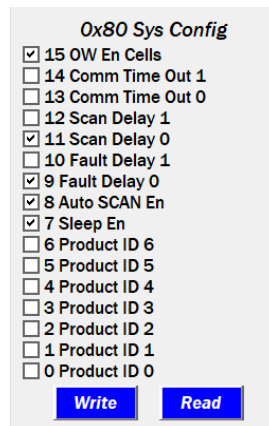 0x80 Sys Config
15 OW En Cells
14 Comm Time Out 1
13 Comm Time Out 0
12 Scan Delay 1
11 Scan Delay 0
10 Fault Delay 1
9 Fault Delay 0
8 Auto SCAN En
7 Sleep En
6 Product ID 6
5 Product ID 5
4 Product ID 4
3 Product ID 3
2 Product ID 2
1 Product ID 1
0 Product ID 0
Write Read